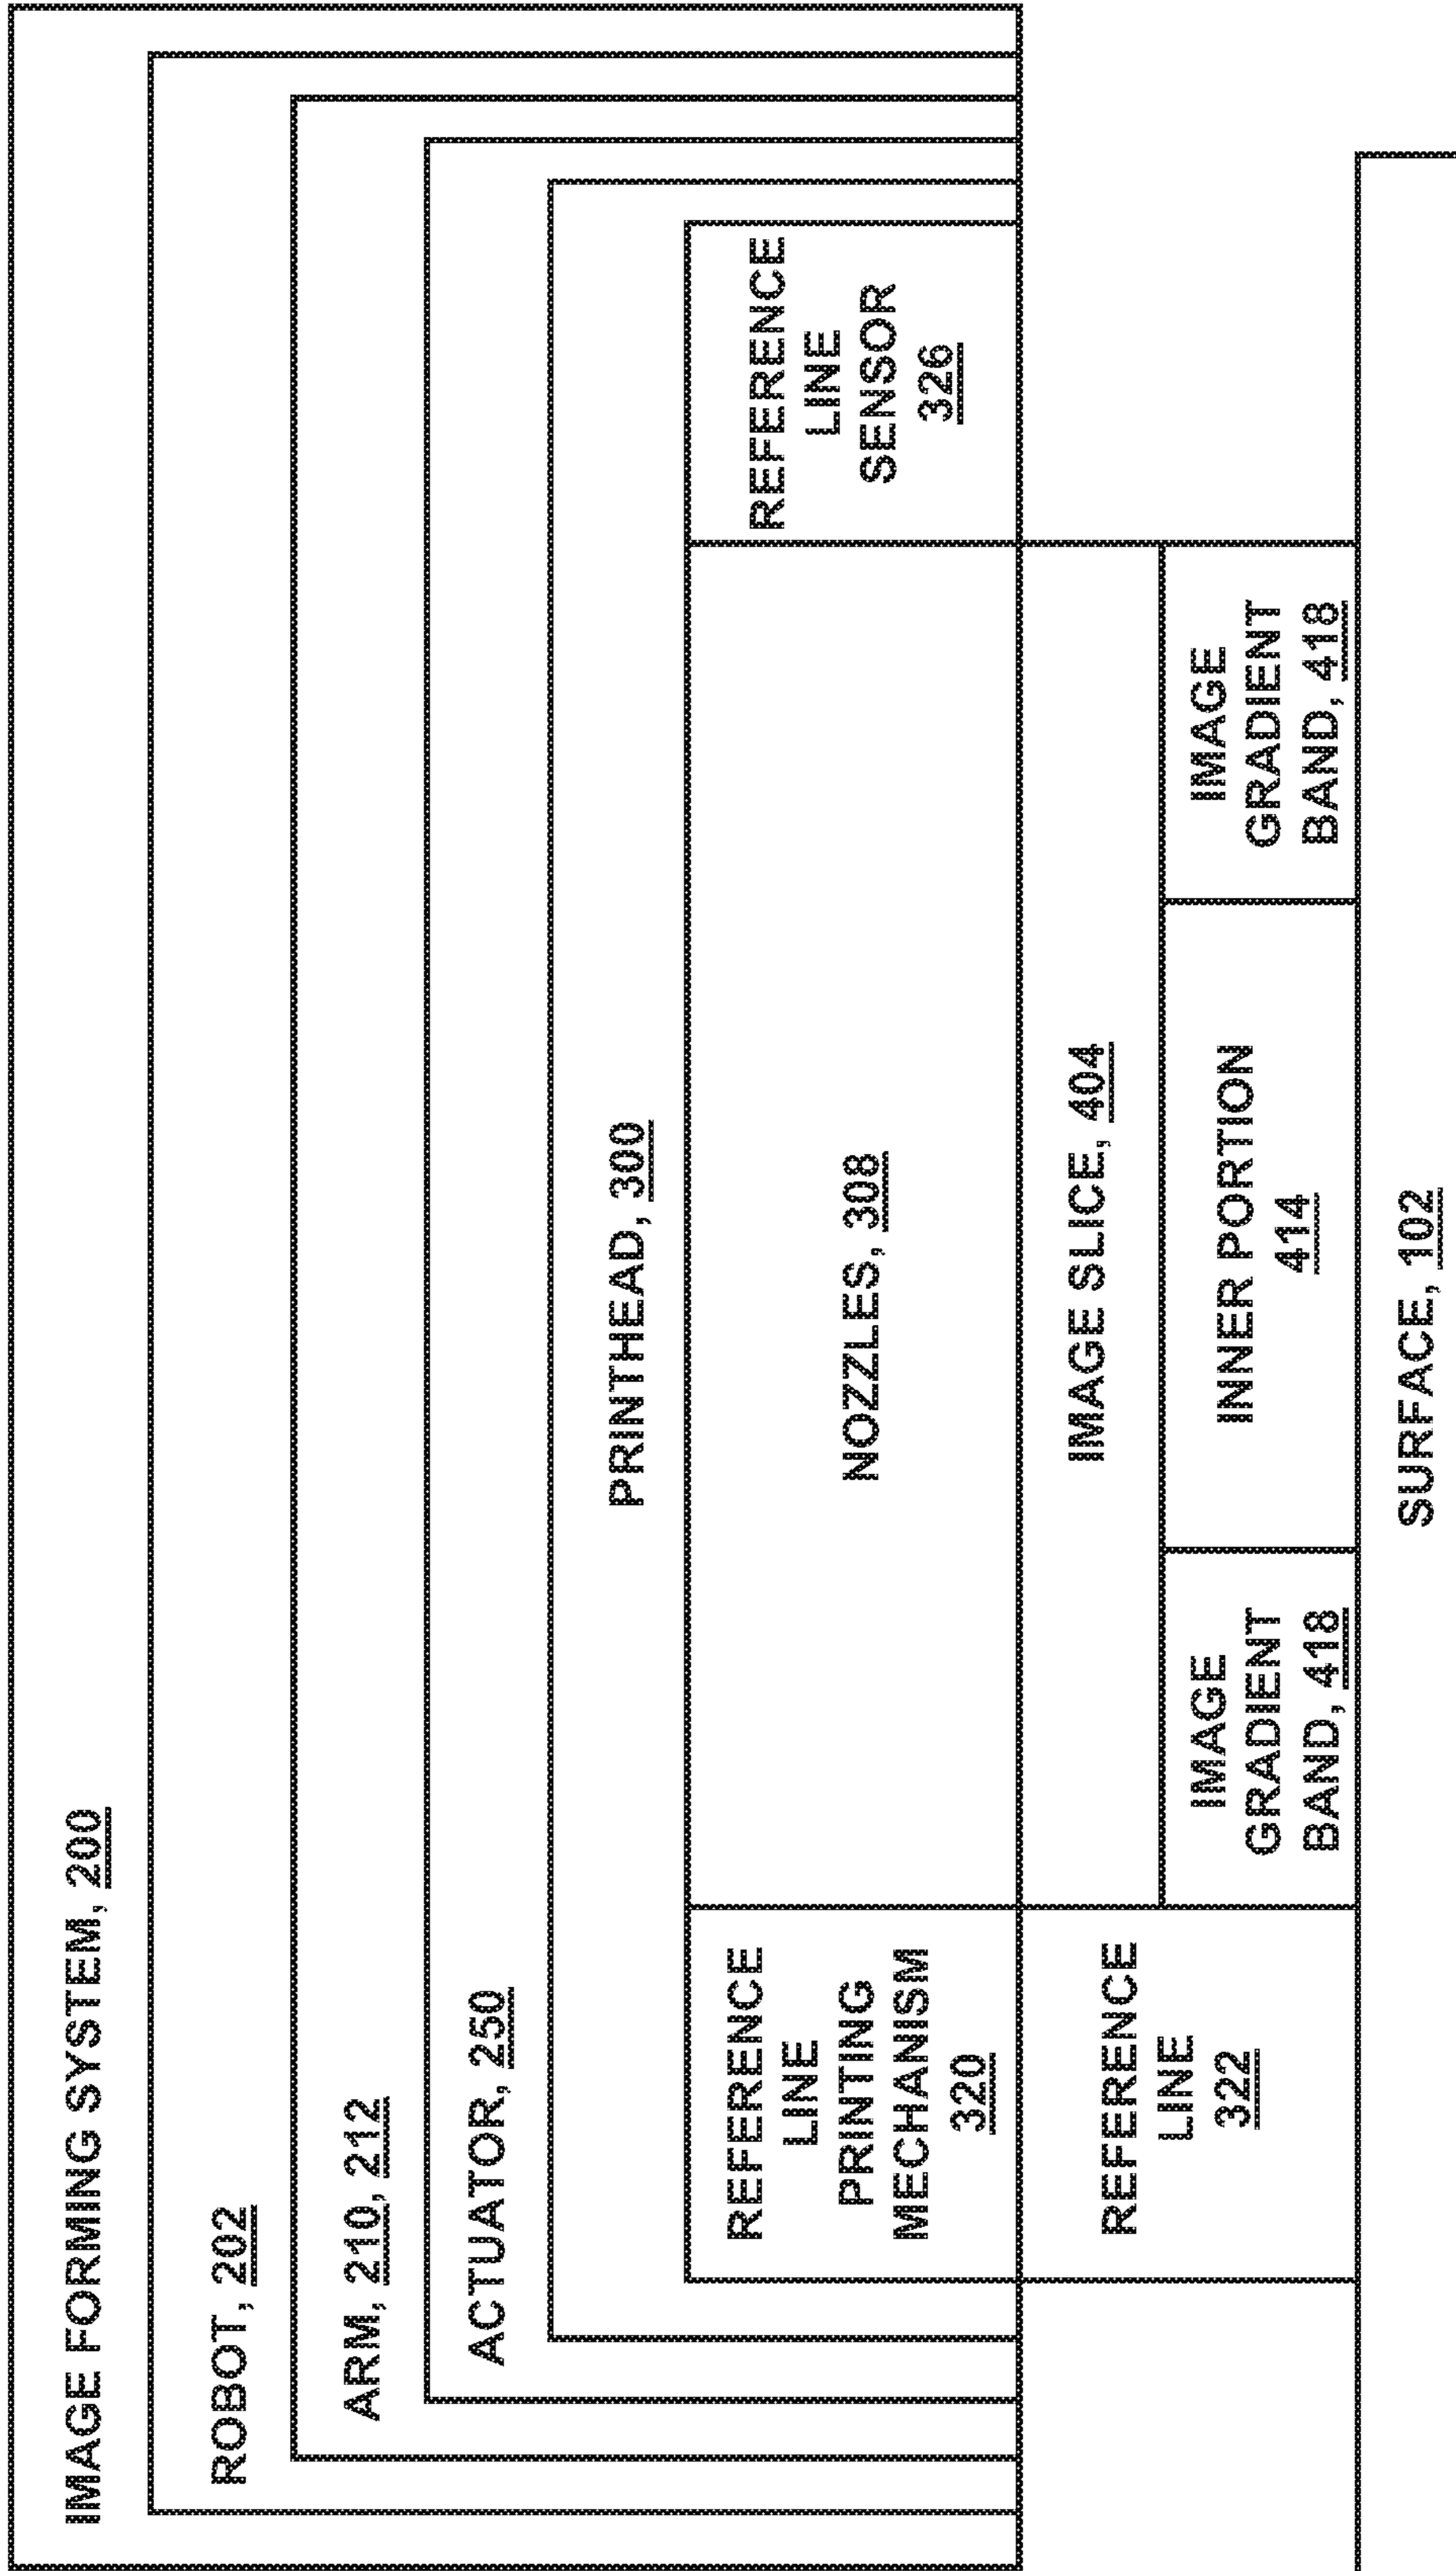 IMAGE FORMING SYSTEM, 200
ROBOT, 202
ARM, 210, 212
ACTUATOR, 250
PRINTHEAD, 300
REFERENCE
LINE
PRINTING
MECHANISM
320
NOZZLES, 308
REFERENCE
LINE
SENSOR
326
REFERENCE
LINE
322
IMAGE SLICE, 404
IMAGE
GRADIENT
BAND, 418
INNER PORTION
414
IMAGE
GRADIENT
BAND, 418
SURFACE, 102